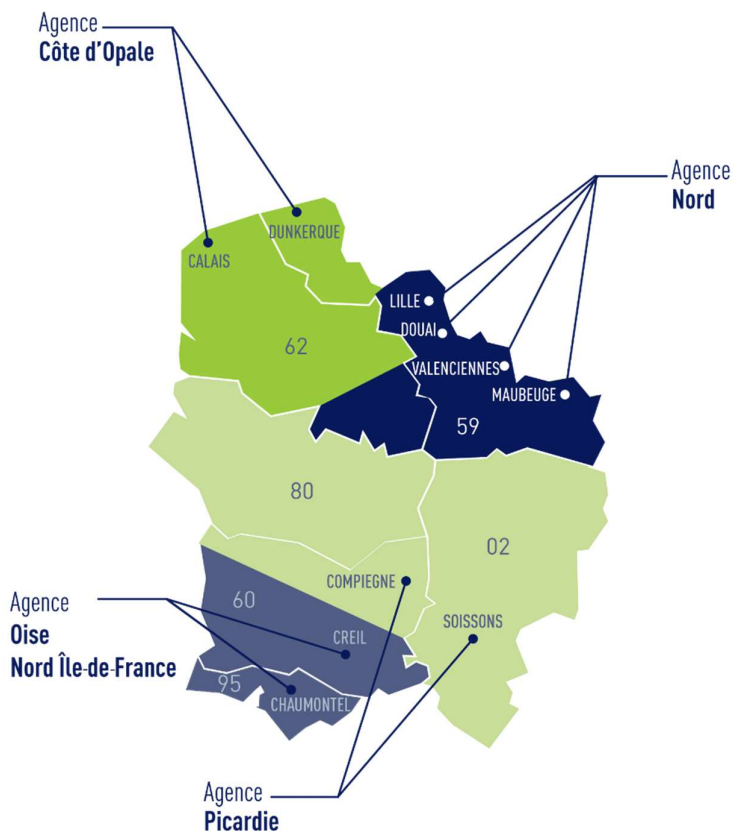 Agence
Côte d'Opale
Agence
Nord
DUNKERQUE
CALAIS
LILLE
DOUAI
62
VALENCIENNES
MAUBEUGE
59
80
02
COMPIEGNE
60
Agence
Oise
Nord Île-de-France
SOISSONS
CREIL
95
CHAUMONTEL
Agence
Picardie